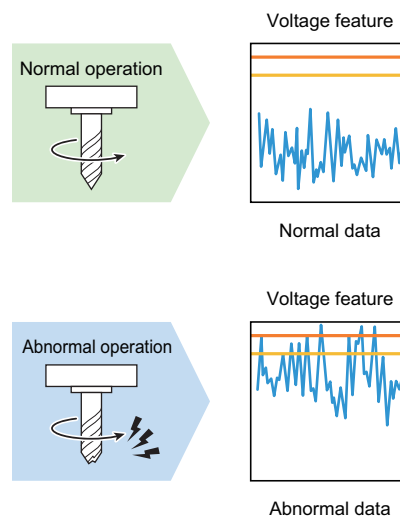 Voltage feature
Normal operation
Normal data
Voltage feature
Abnormal operation
Abnormal data